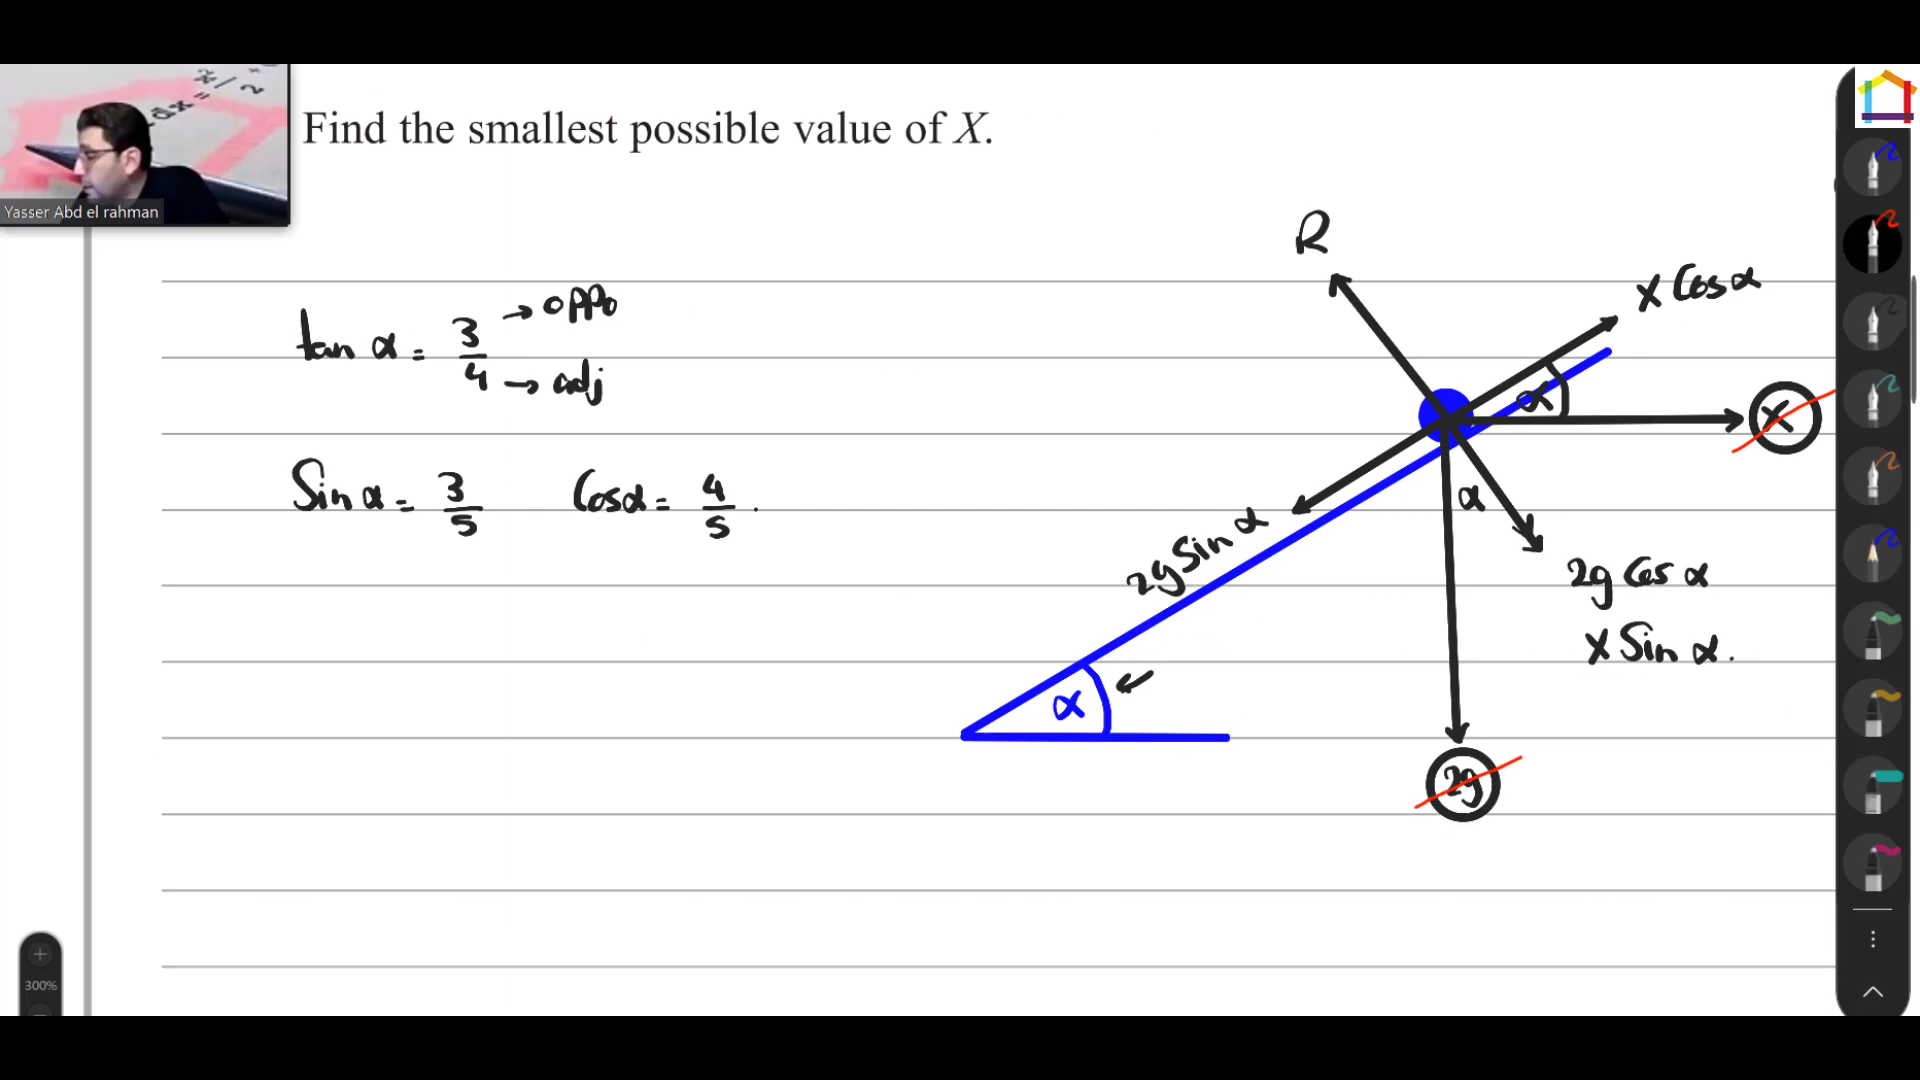 Find the smallest possible value of X.
Yasser Abd el rahman
R
X Cos α
tan α = 3/4 → oppo
→ adj
α
X
Sin α = 3/5 Cos α = 4/5 .
α
2g Sin α
2g Cos α
X Sin α .
α
2g
300%